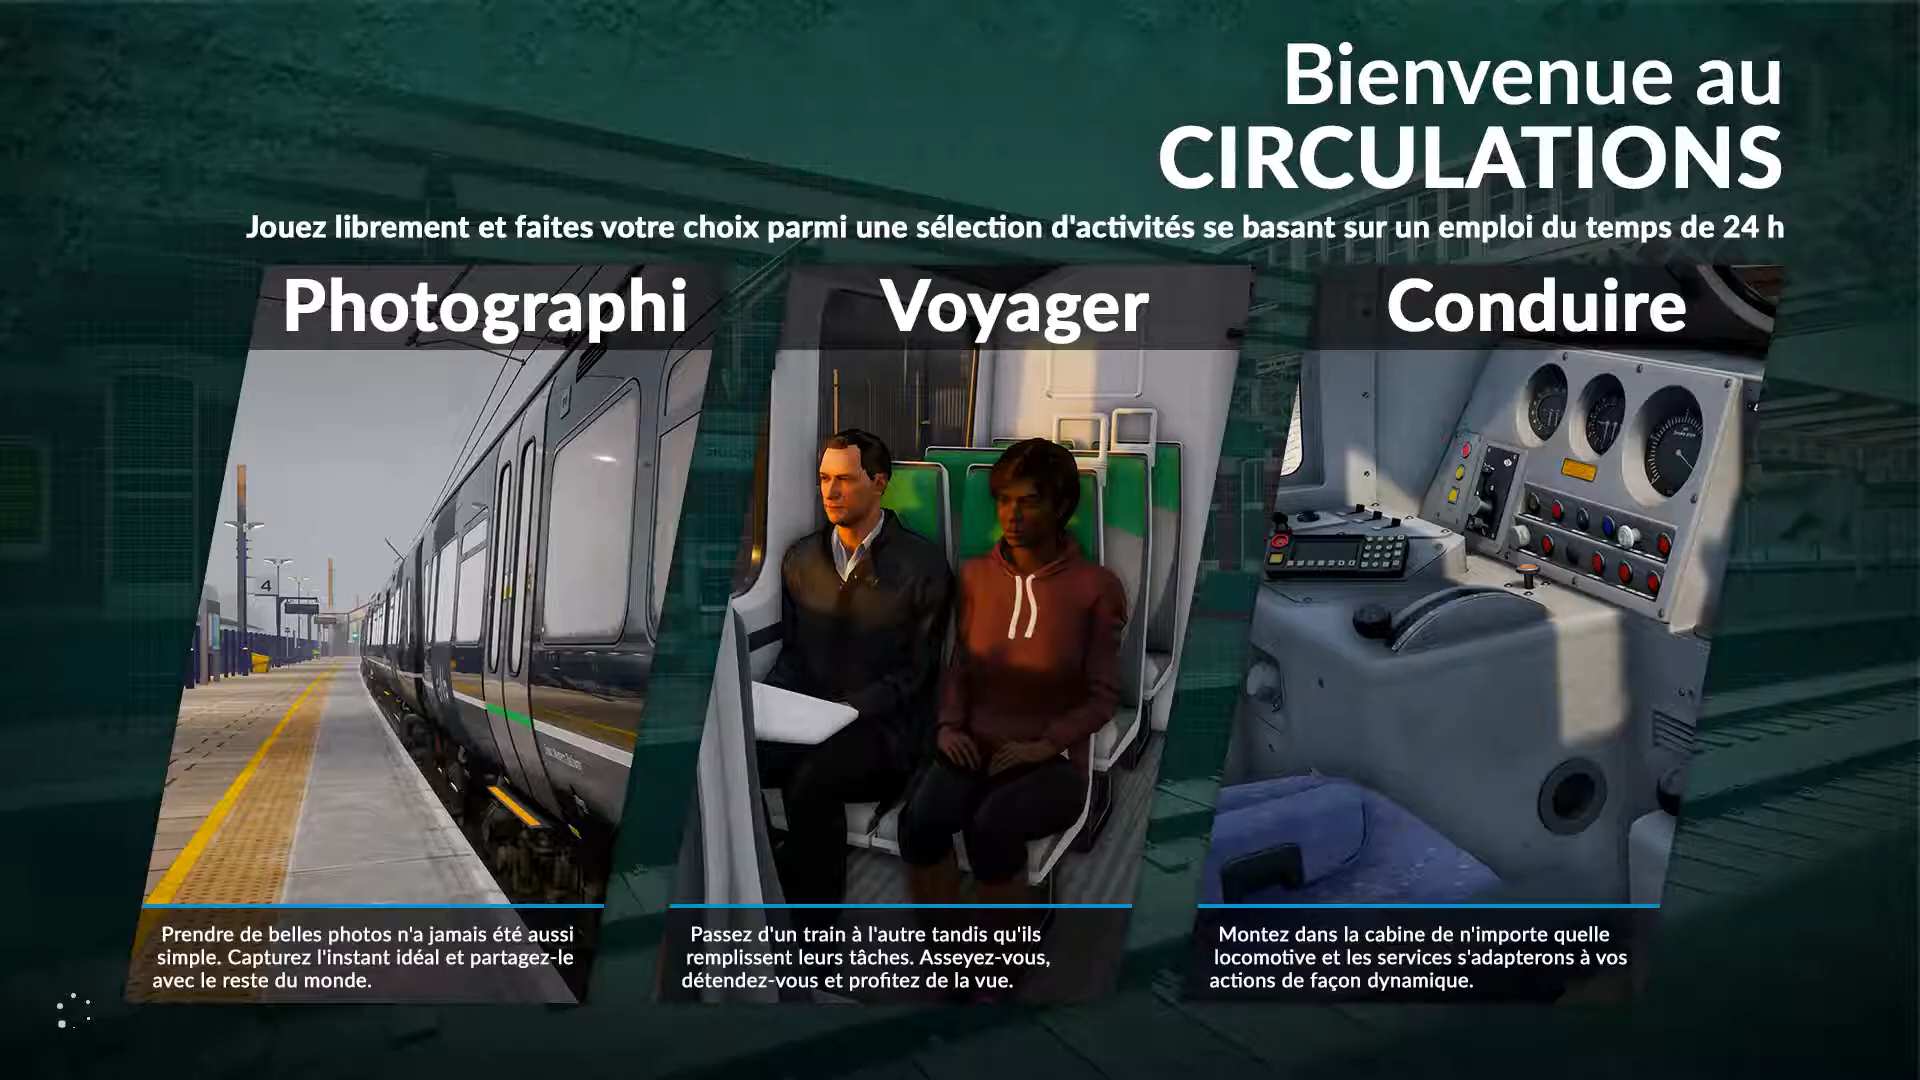 Bienvenue au
CIRCULATIONS
Jouez librement et faites votre choix parmi une sélection d'activités se basant sur un emploi du temps de 24 h
Photographi
Voyager
Conduire
4
Prendre de belles photos n'a jamais été aussi
simple. Capturez l'instant idéal et partagez-le
avec le reste du monde.
Passez d'un train à l'autre tandis qu'ils
remplissent leurs tâches. Asseyez-vous,
détendez-vous et profitez de la vue.
Montez dans la cabine de n'importe quelle
locomotive et les services s'adapterons à vos
actions de façon dynamique.